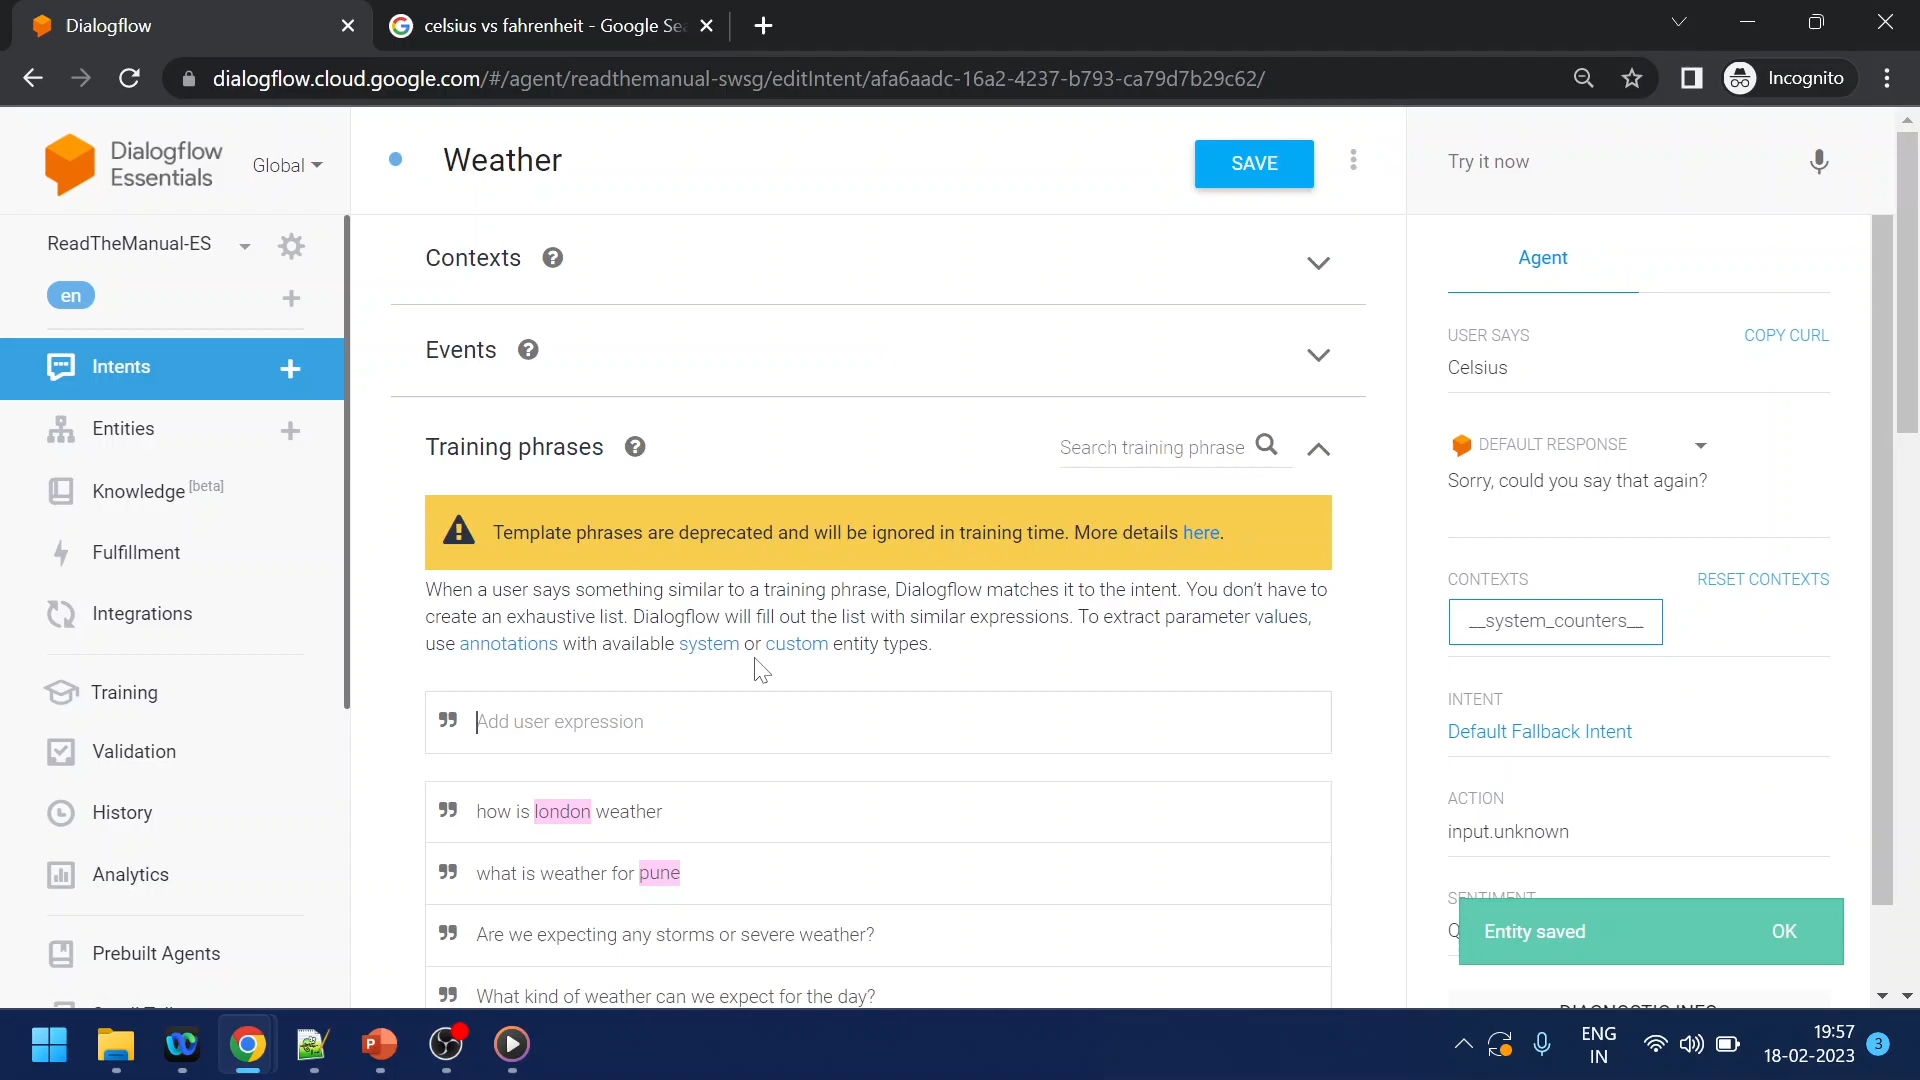 Dialogflow
celsius vs fahrenheit - Google Se
dialogflow.cloud.google.com/#/agent/readthemanual-swsg/editIntent/afa6aadc-16a2-4237-b793-ca79d7b29c62/
Incognito
Dialogflow
Essentials
Global
Weather
SAVE
Try it now
ReadTheManual-ES
en
Intents
Entities
Knowledge [beta]
Fulfillment
Integrations
Training
Validation
History
Analytics
Prebuilt Agents
Contexts
Events
Training phrases
Search training phrase
Template phrases are deprecated and will be ignored in training time. More details here.
When a user says something similar to a training phrase, Dialogflow matches it to the intent. You don't have to
create an exhaustive list. Dialogflow will fill out the list with similar expressions. To extract parameter values,
use annotations with available system or custom entity types.
Add user expression
how is london weather
what is weather for pune
Are we expecting any storms or severe weather?
What kind of weather can we expect for the day?
Agent
USER SAYS
COPY CURL
Celsius
DEFAULT RESPONSE
Sorry, could you say that again?
CONTEXTS
RESET CONTEXTS
__system_counters__
INTENT
Default Fallback Intent
ACTION
input.unknown
SENTIMENT
Entity saved
OK
DIAGNOSTIC INFO
ENG
IN
19:57
18-02-2023
3